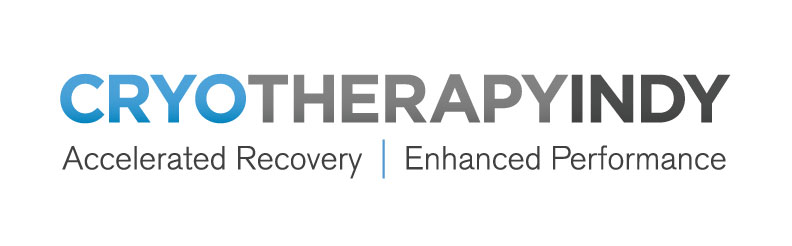 CRYOTHERAPYINDY
Accelerated Recovery | Enhanced Performance